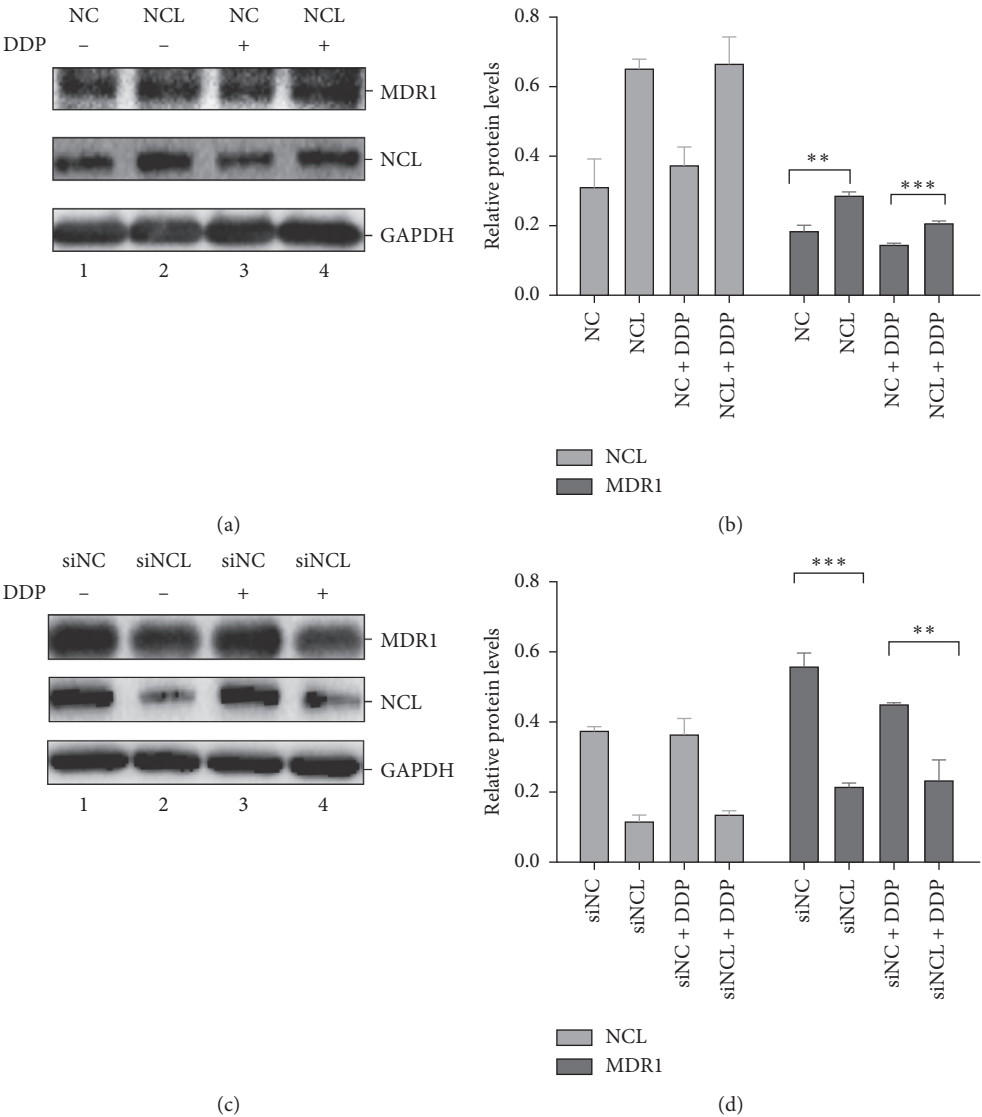 NC NCL NC NCL
DDP – – + +
MDR1
NCL
GAPDH
1 2 3 4
(a)
Relative protein levels
0.8
0.6
0.4
0.2
0.0
**
***
NC
NCL
NC + DDP
NCL + DDP
NC
NCL
NC + DDP
NCL + DDP
NCL
MDR1
(b)
siNC siNCL siNC siNCL
DDP – – + +
MDR1
NCL
GAPDH
1 2 3 4
(c)
Relative protein levels
0.8
0.6
0.4
0.2
0.0
***
**
siNC
siNCL
siNC + DDP
siNCL + DDP
siNC
siNCL
siNC + DDP
siNCL + DDP
NCL
MDR1
(d)